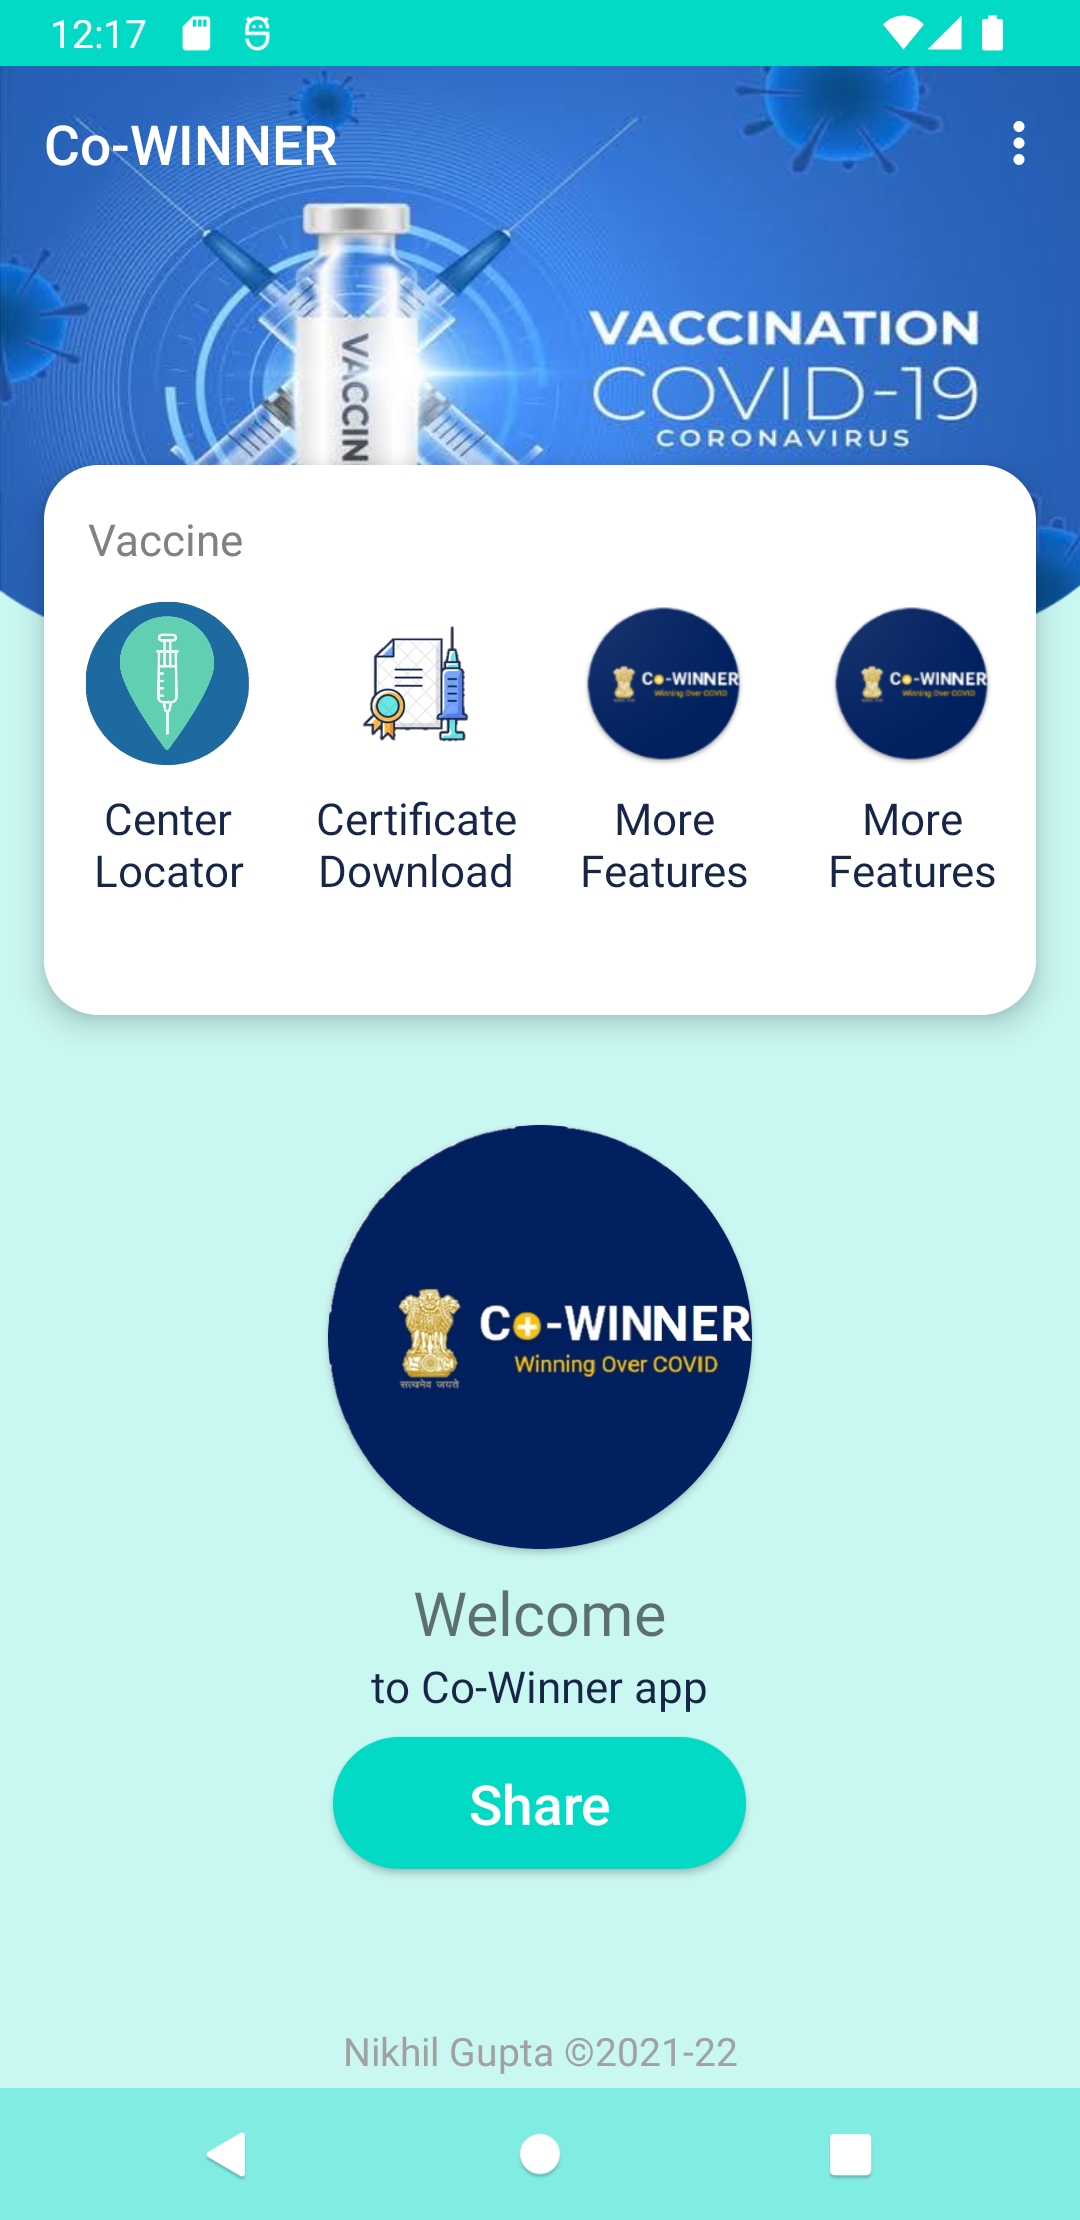 12:17
Co-WINNER
VACCIN
VACCINATION
COVID-19
CORONAVIRUS
Vaccine
Co-WINNER
Winning Over COVID
Co-WINNER
Winning Over COVID
Center
Locator
Certificate
Download
More
Features
More
Features
Co-WINNER
Winning Over COVID
सत्यमेव जयते
Welcome
to Co-Winner app
Share
Nikhil Gupta ©2021-22